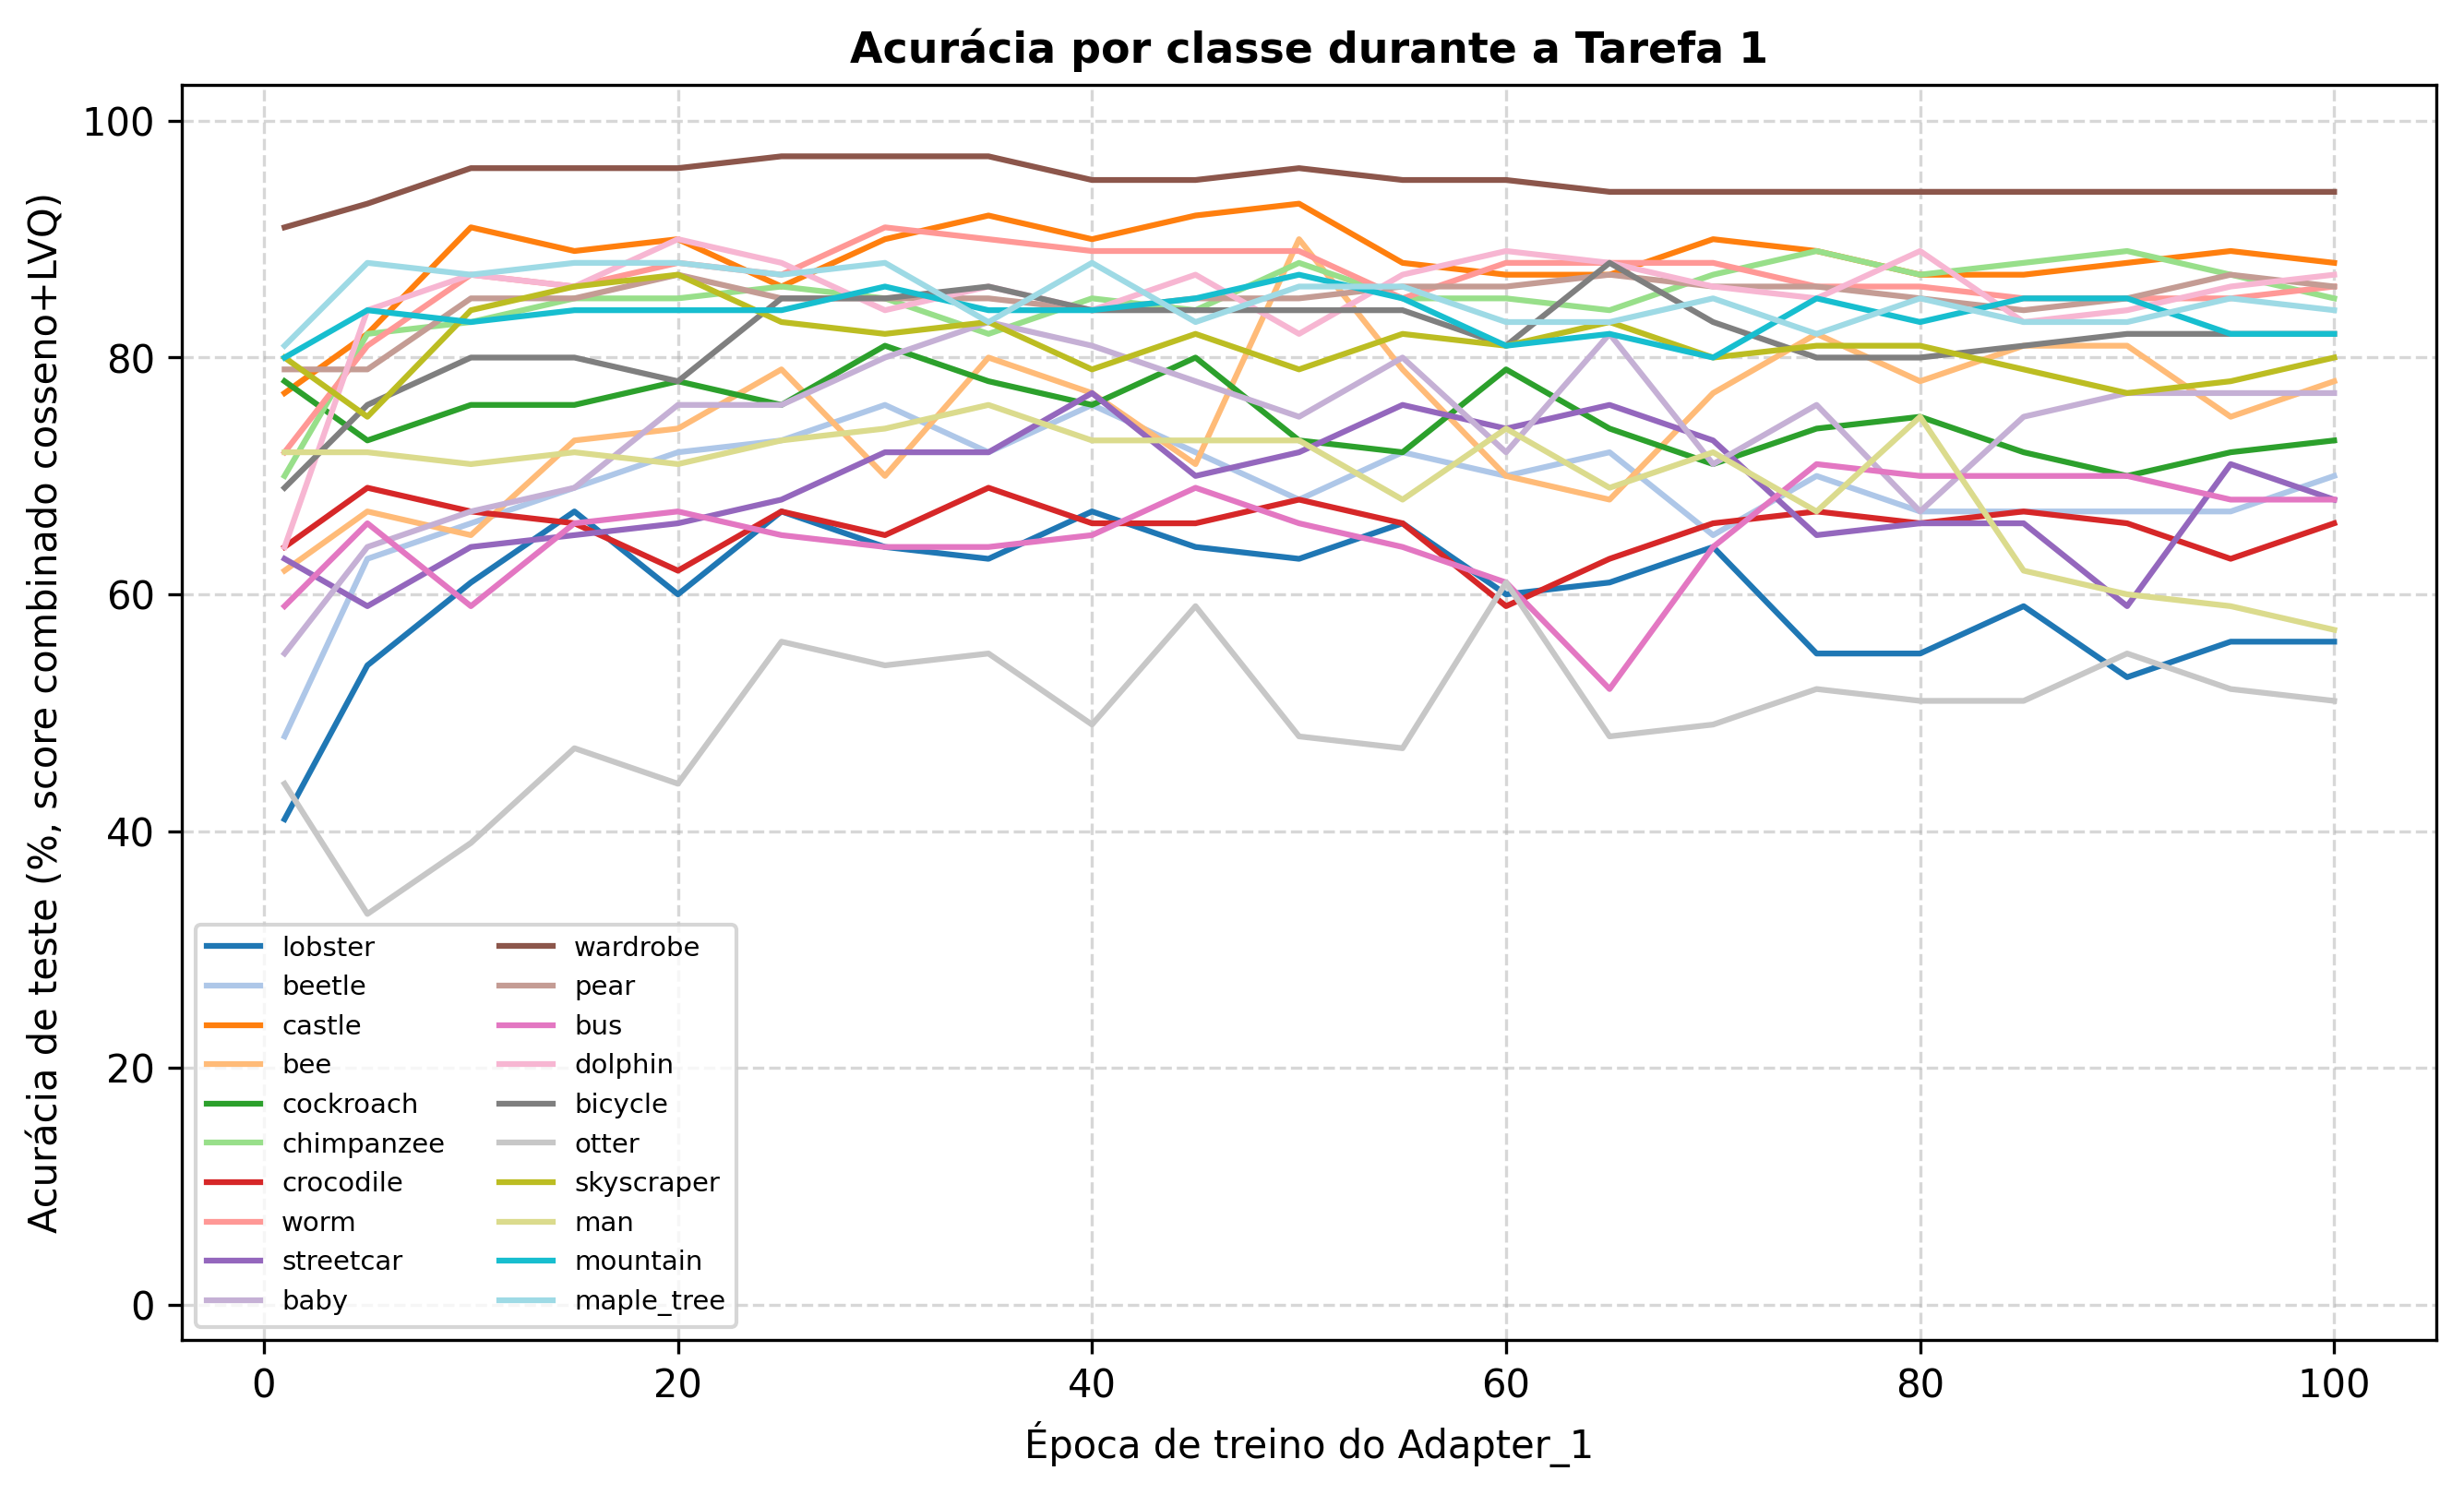 Acurácia por classe durante a Tarefa 1
Acurácia de teste (%, score combinado cosseno+LVQ)
100
80
60
40
20
0
lobster
beetle
castle
bee
cockroach
chimpanzee
crocodile
worm
streetcar
baby
wardrobe
pear
bus
dolphin
bicycle
otter
skyscraper
man
mountain
maple_tree
0 20 40 60 80 100
Época de treino do Adapter_1